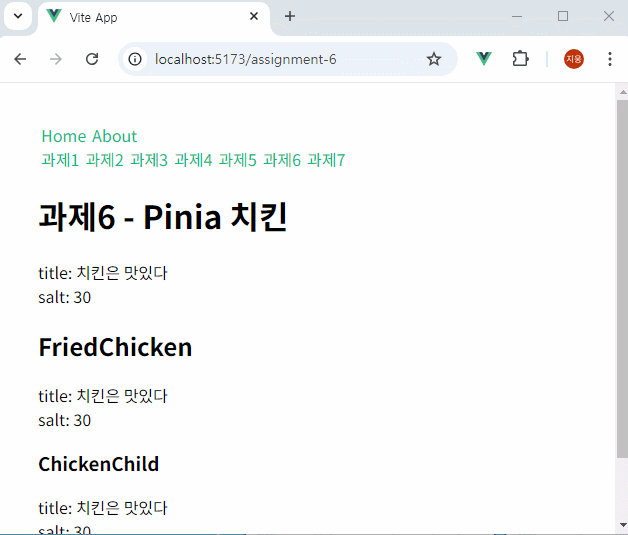 Vite App
localhost:5173/assignment-6
지웅
Home About
과제1 과제2 과제3 과제4 과제5 과제6 과제7
과제6 - Pinia 치킨
title: 치킨은 맛있다
salt: 30
FriedChicken
title: 치킨은 맛있다
salt: 30
ChickenChild
title: 치킨은 맛있다
salt: 30